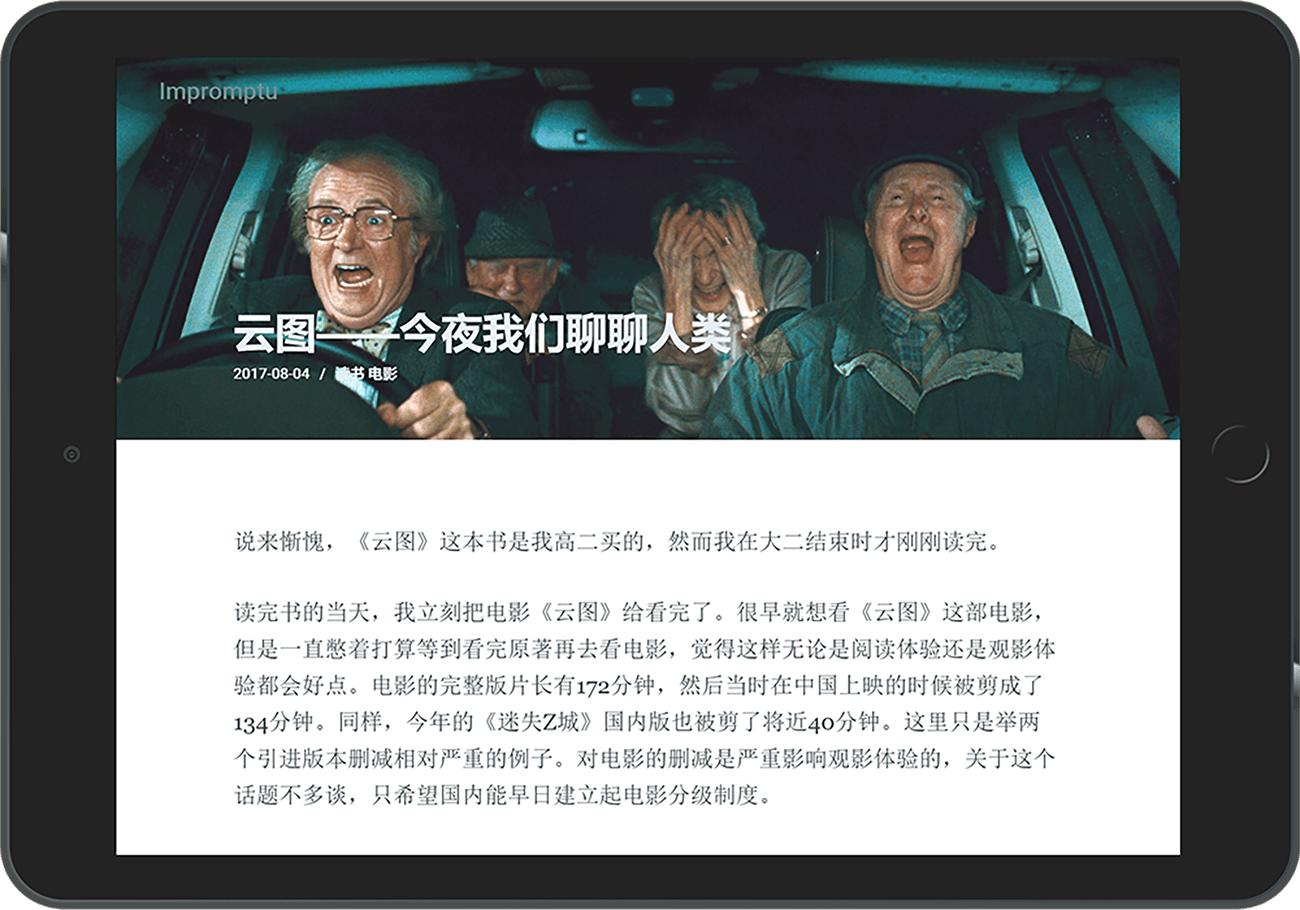 Impromptu
云图——今夜我们聊聊人类
2017-08-04 / 读书 电影
说来惭愧，《云图》这本书是我高二买的，然而我在大二结束时才刚刚读完。
读完书的当天，我立刻把电影《云图》给看完了。很早就想看《云图》这部电影，
但是一直憋着打算等到看完原著再去看电影，觉得这样无论是阅读体验还是观影体
验都会好点。电影的完整版片长有172分钟，然后当时在中国上映的时候被剪成了
134分钟。同样，今年的《迷失Z城》国内版也被剪了将近40分钟。这里只是举两
个引进版本删减相对严重的例子。对电影的删减是严重影响观影体验的，关于这个
话题不多谈，只希望国内能早日建立起电影分级制度。